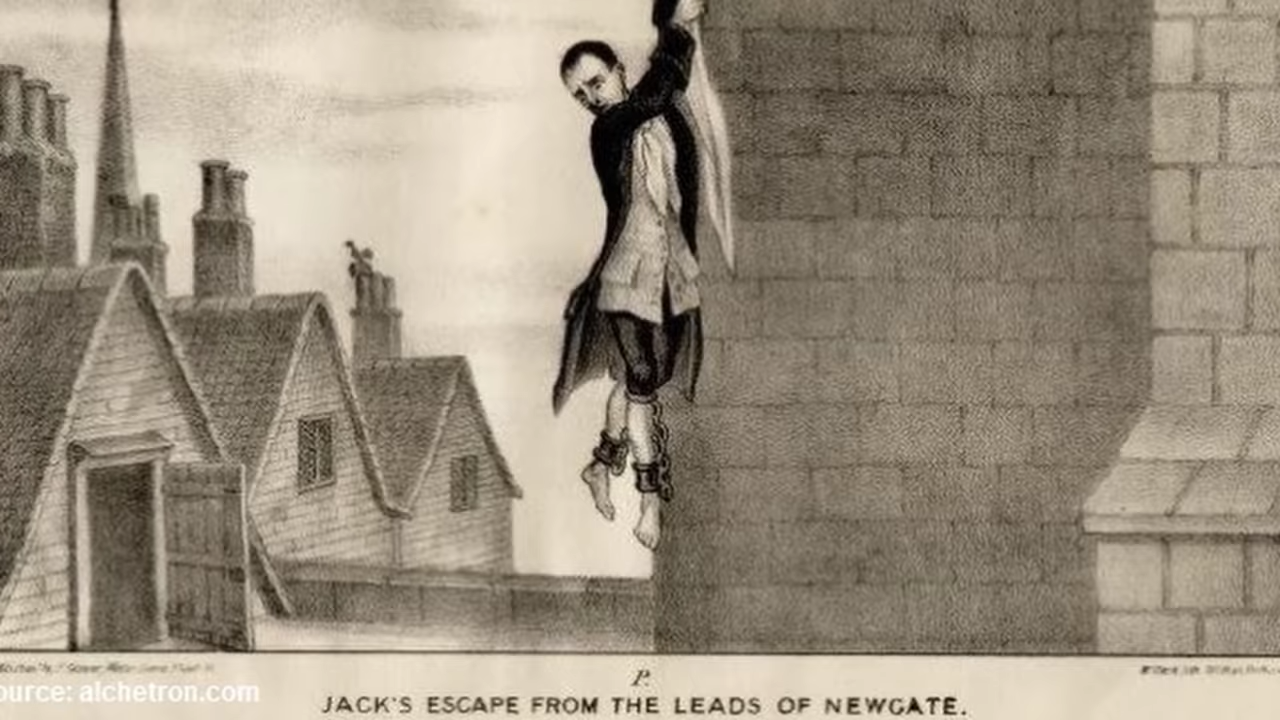 P.
ource: alchetron.com
JACK'S ESCAPE FROM THE LEADS OF NEWGATE.